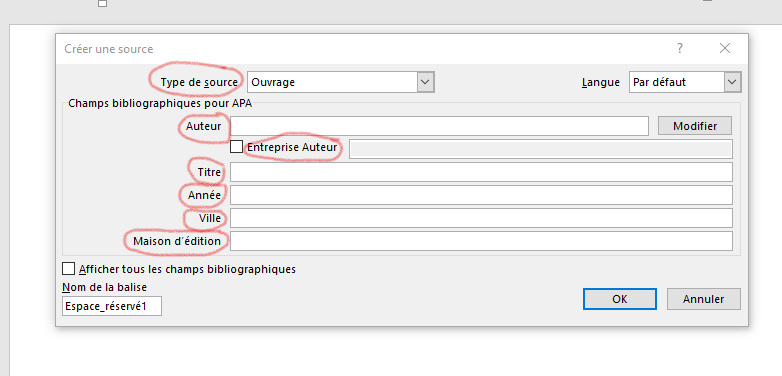 Créer une source
Type de source Ouvrage Langue Par défaut
Champs bibliographiques pour APA
Auteur Modifier
Entreprise Auteur
Titre
Année
Ville
Maison d'édition
Afficher tous les champs bibliographiques
Nom de la balise
Espace_réservé1 OK Annuler